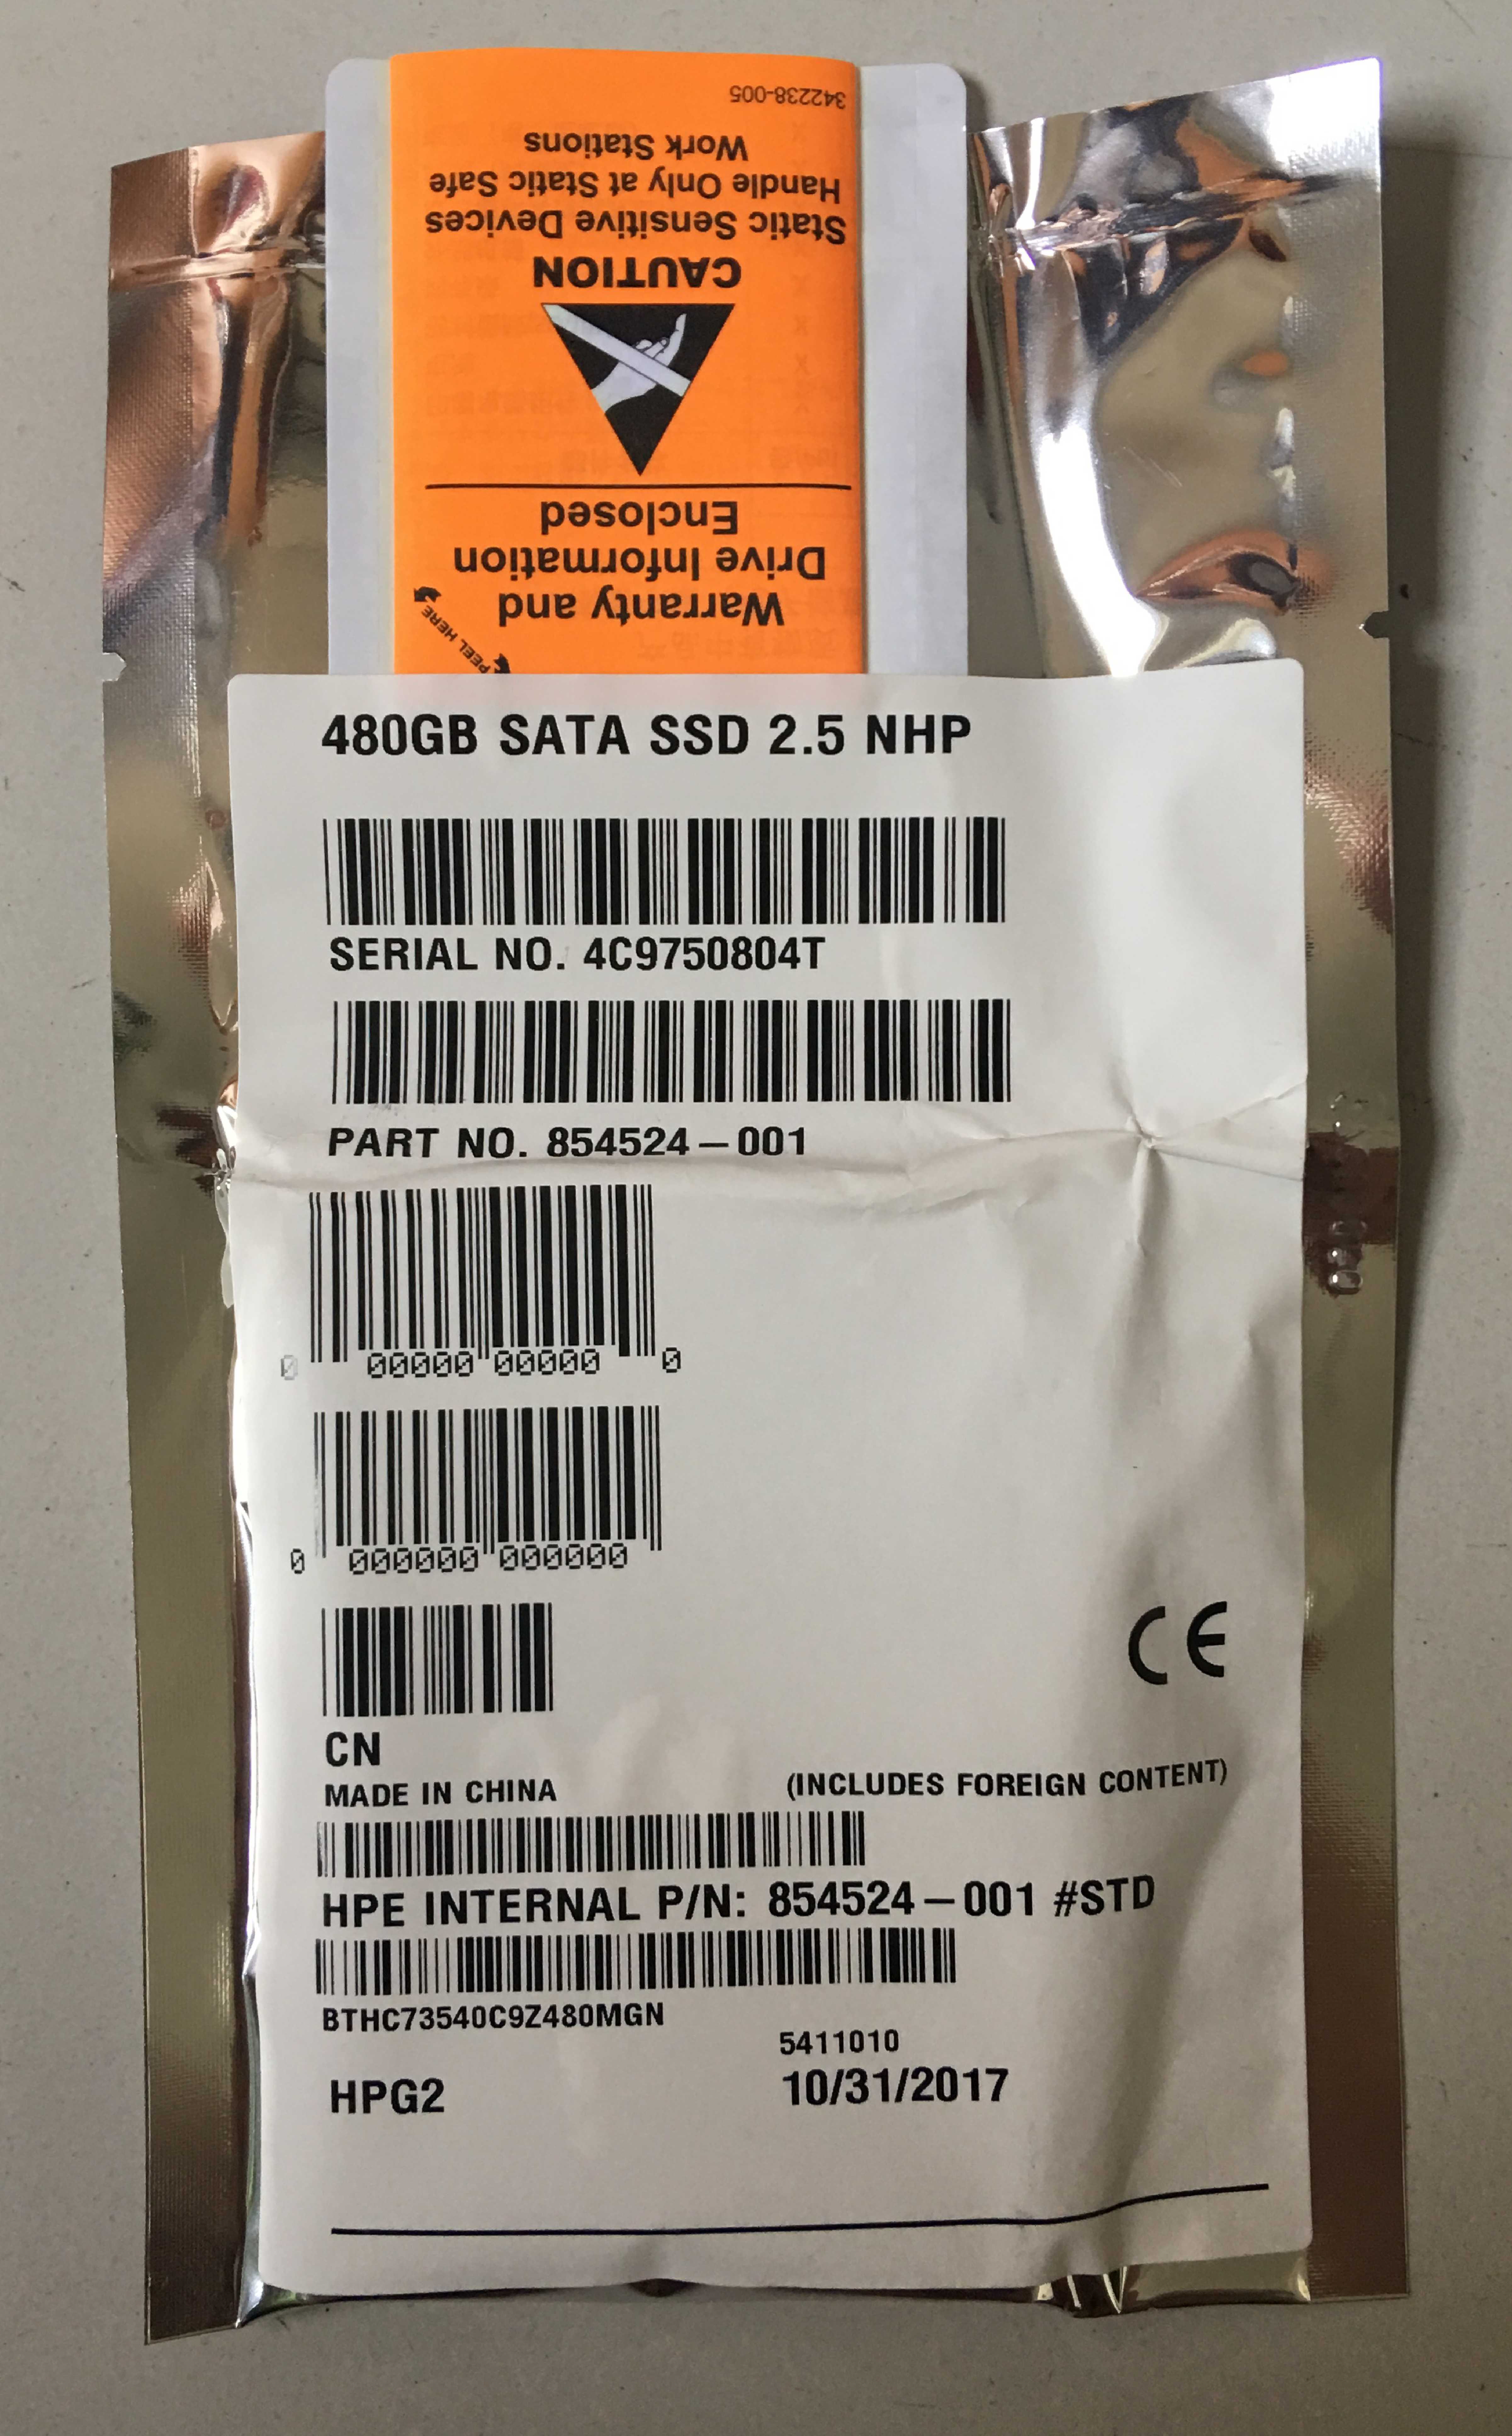 342238-005
Work Stations
Handle Only at Static Safe
Static Sensitive Devices
CAUTION
Enclosed
Drive Information
Warranty and
PEEL HERE
480GB SATA SSD 2.5 NHP
SERIAL NO. 4C9750804T
PART NO. 854524-001
0 00000 00000 0
0 000000 000000
CE
CN
MADE IN CHINA (INCLUDES FOREIGN CONTENT)
HPE INTERNAL P/N: 854524-001 #STD
BTHC73540C9Z480MGN
5411010
HPG2 10/31/2017